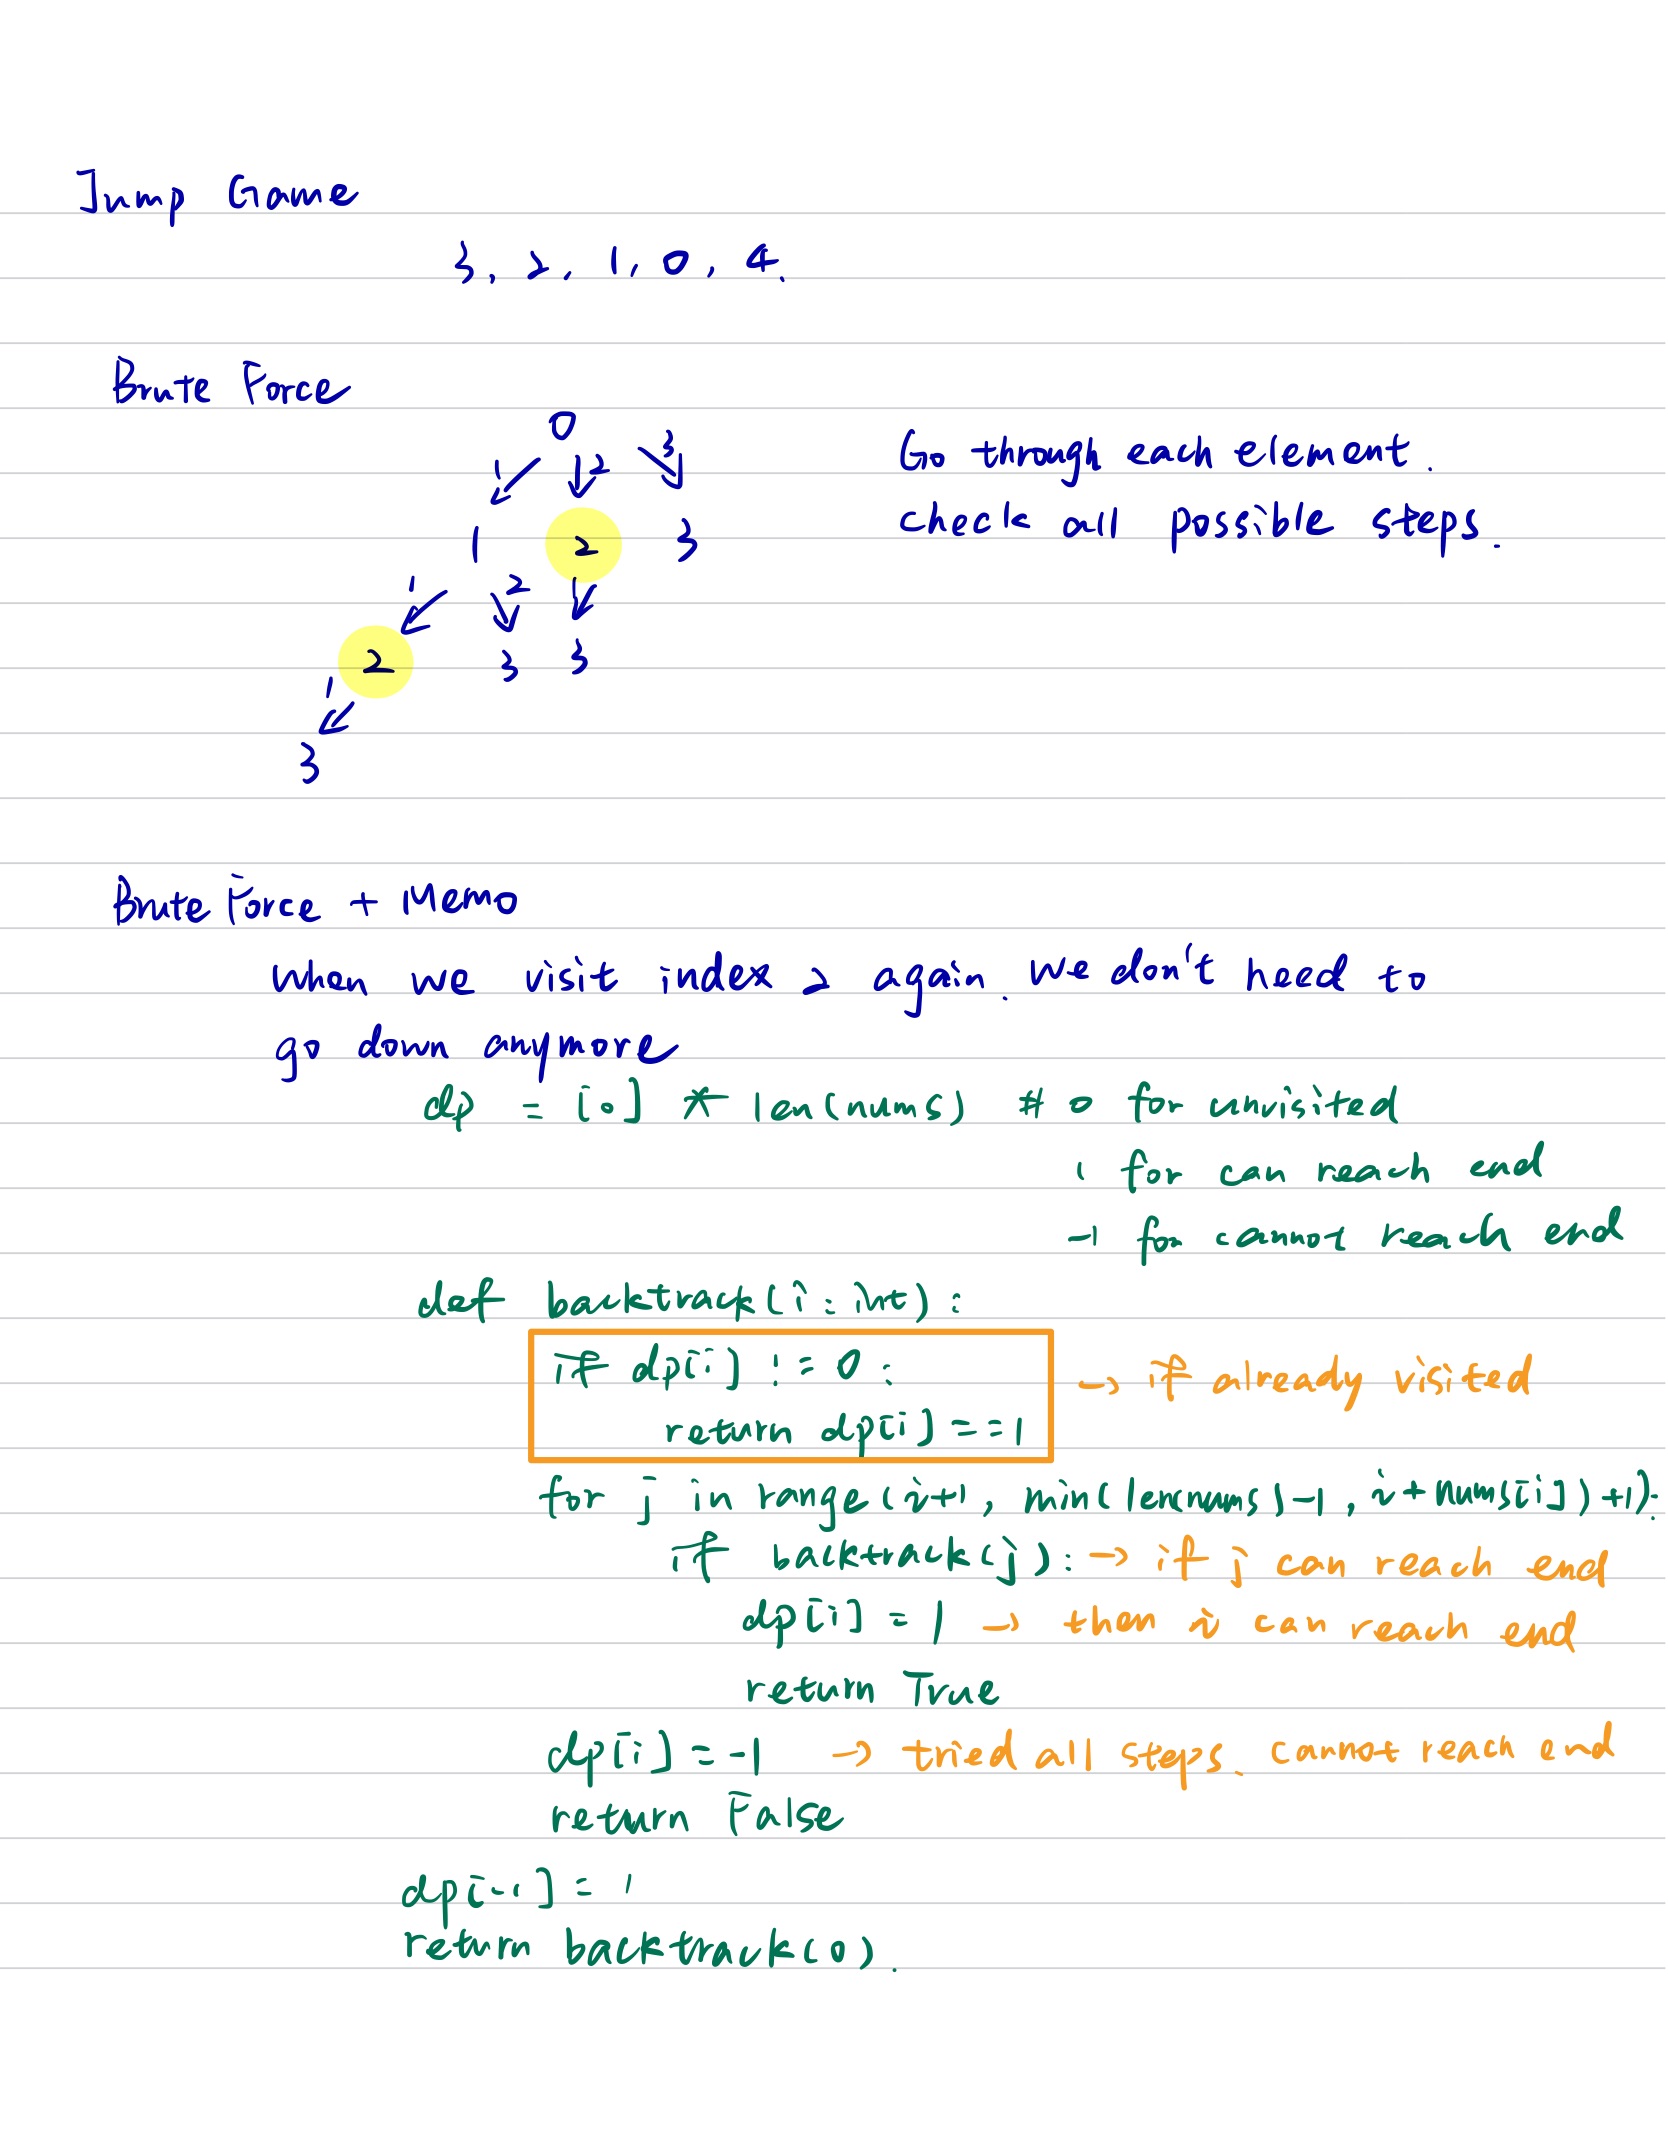 Jump Game
3, 2, 1, 0, 4.
Brute Force
0
1 2 3
Go through each element.
1 2 3
check all possible steps.
1 2 1
2 3 3
1
3
Brute Force + Memo
when we visit index 2 again. we don't need to
go down anymore
dp = [0] * len(nums) # 0 for unvisited
1 for can reach end
-1 for cannot reach end
def backtrack(i: int):
if dp[i] != 0: → if already visited
return dp[i] == 1
for j in range(i+1, min(len(nums)-1, i+nums[i])+1):
if backtrack(j): → if j can reach end
dp[i] = 1 → then i can reach end
return True
dp[i] = -1 → tried all steps. cannot reach end
return False
dp[-1] = 1
return backtrack(0).